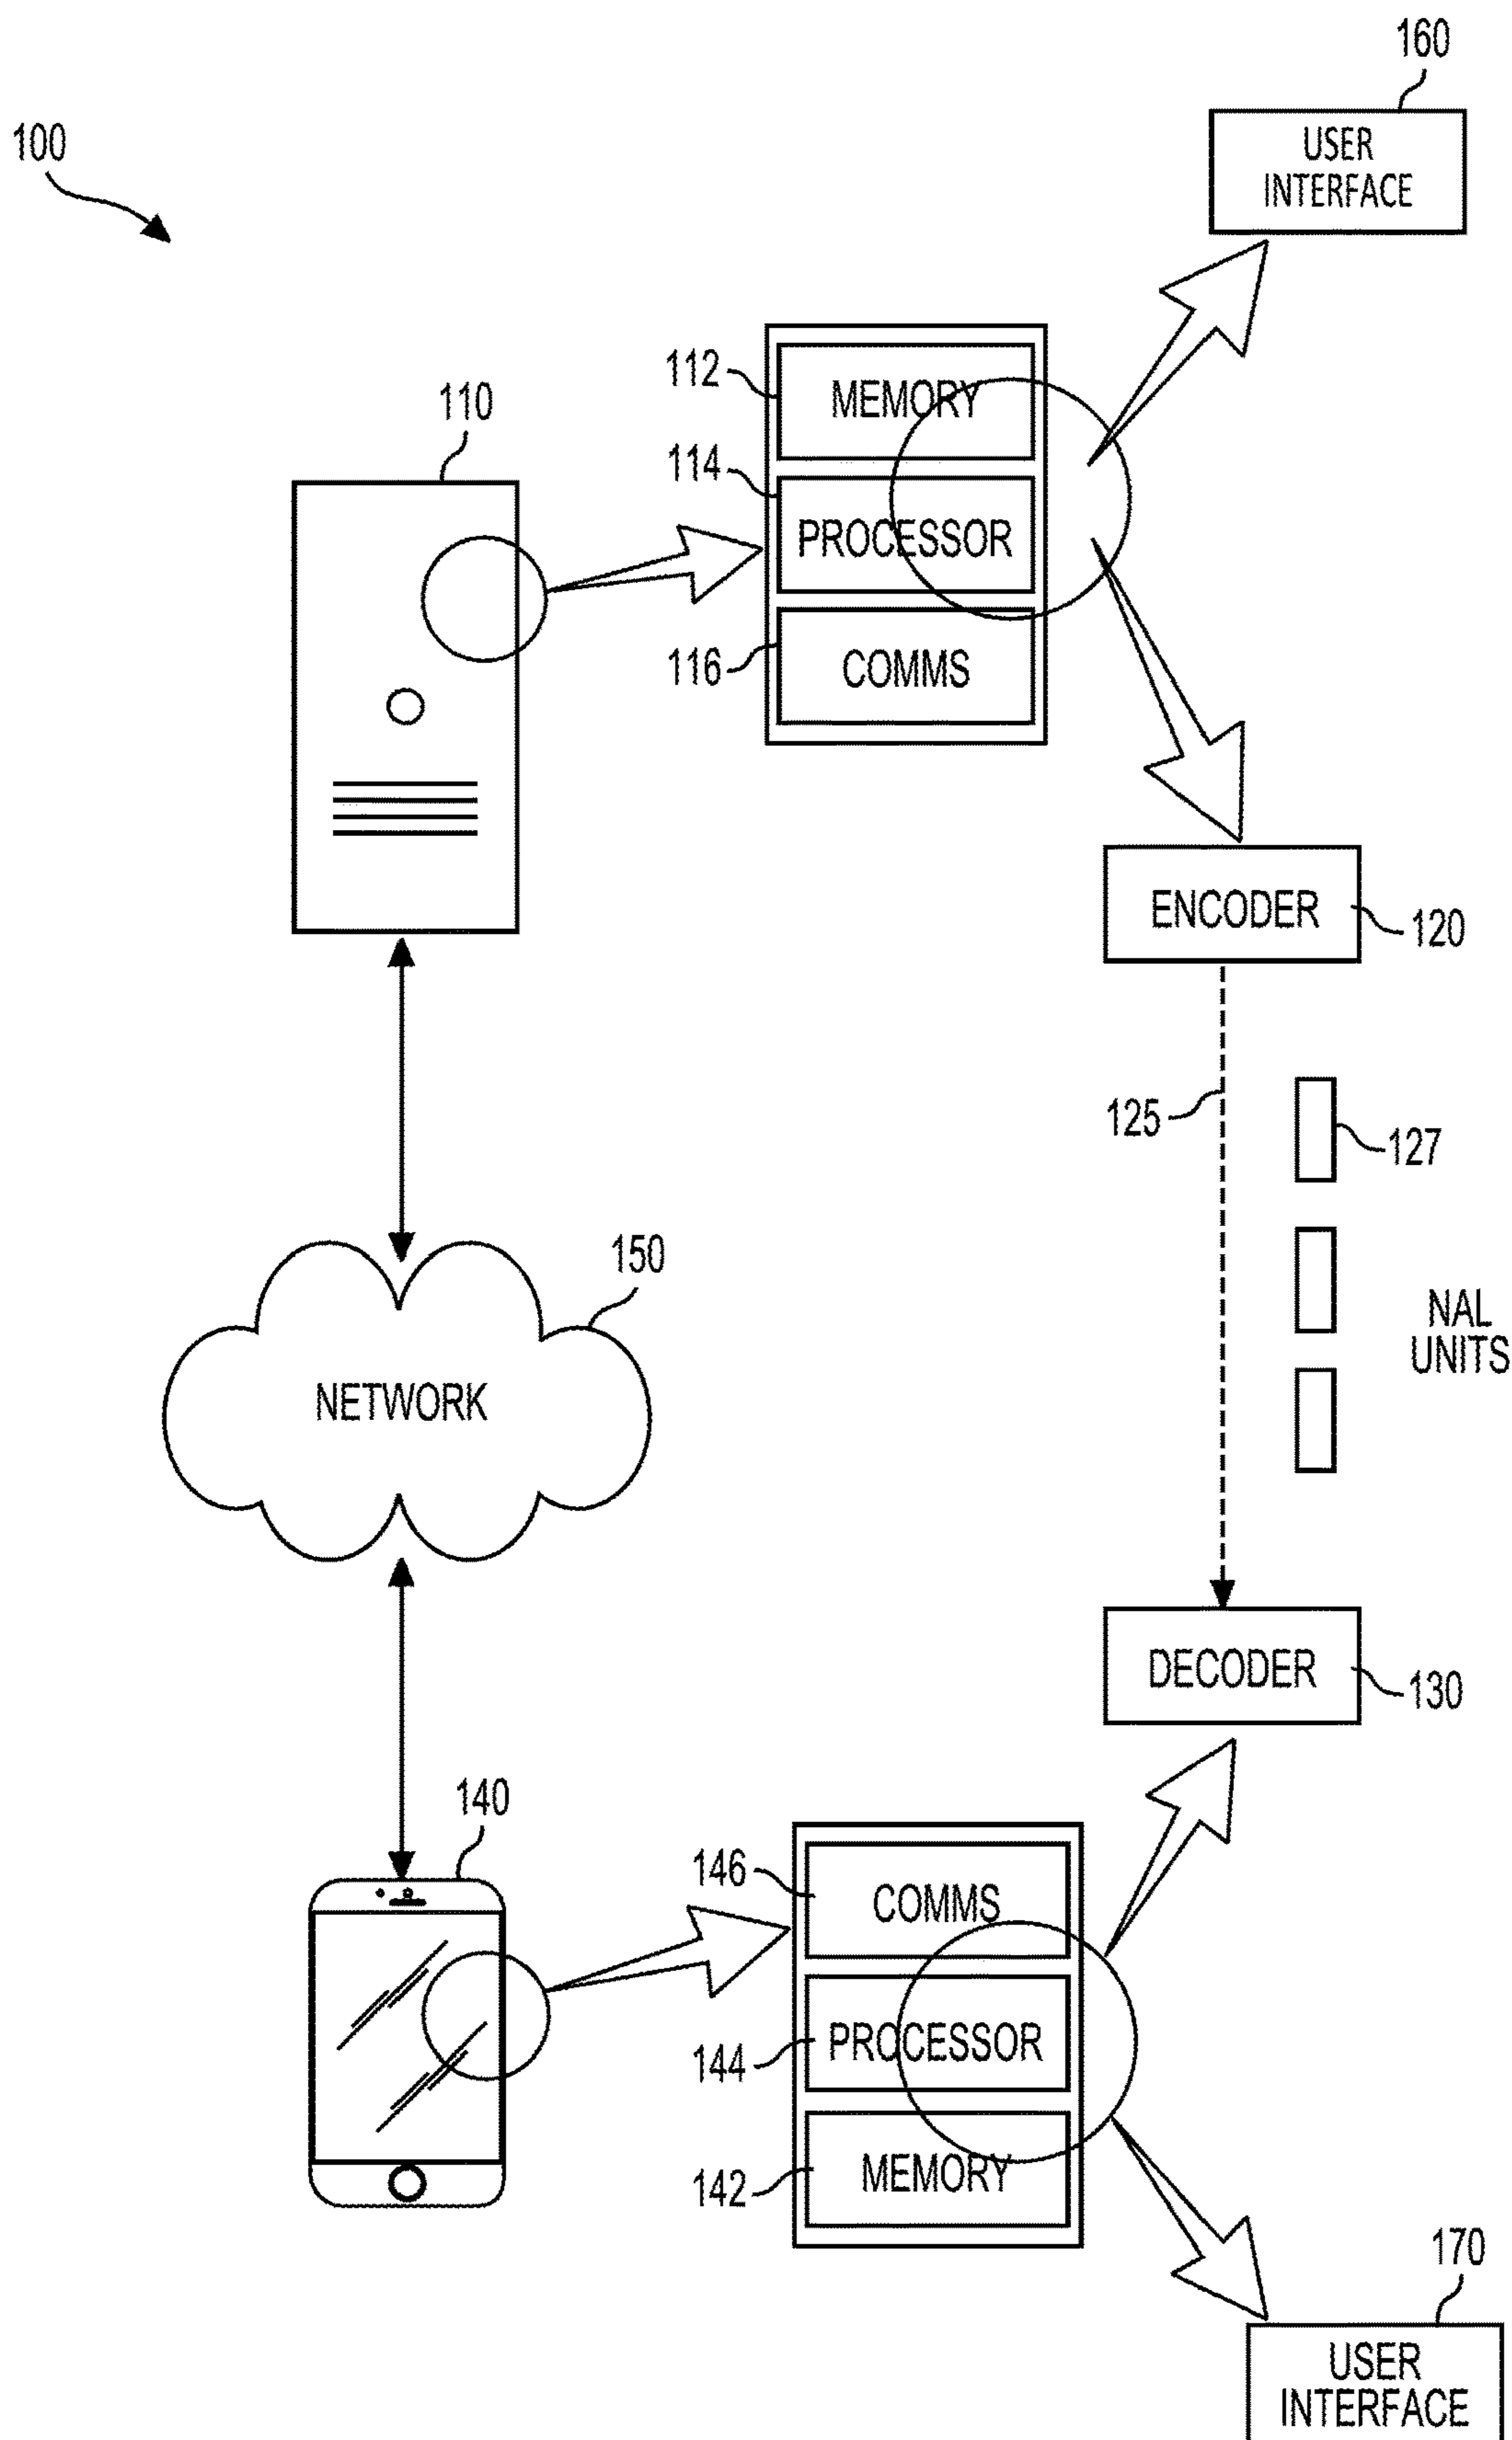 160
100
USER
INTERFACE
112
MEMORY
110
114
PROCESSOR
116
COMMS
ENCODER
120
125
127
150
NAL
UNITS
NETWORK
DECODER
130
140
146
COMMS
144
PROCESSOR
142
MEMORY
170
USER
INTERFACE